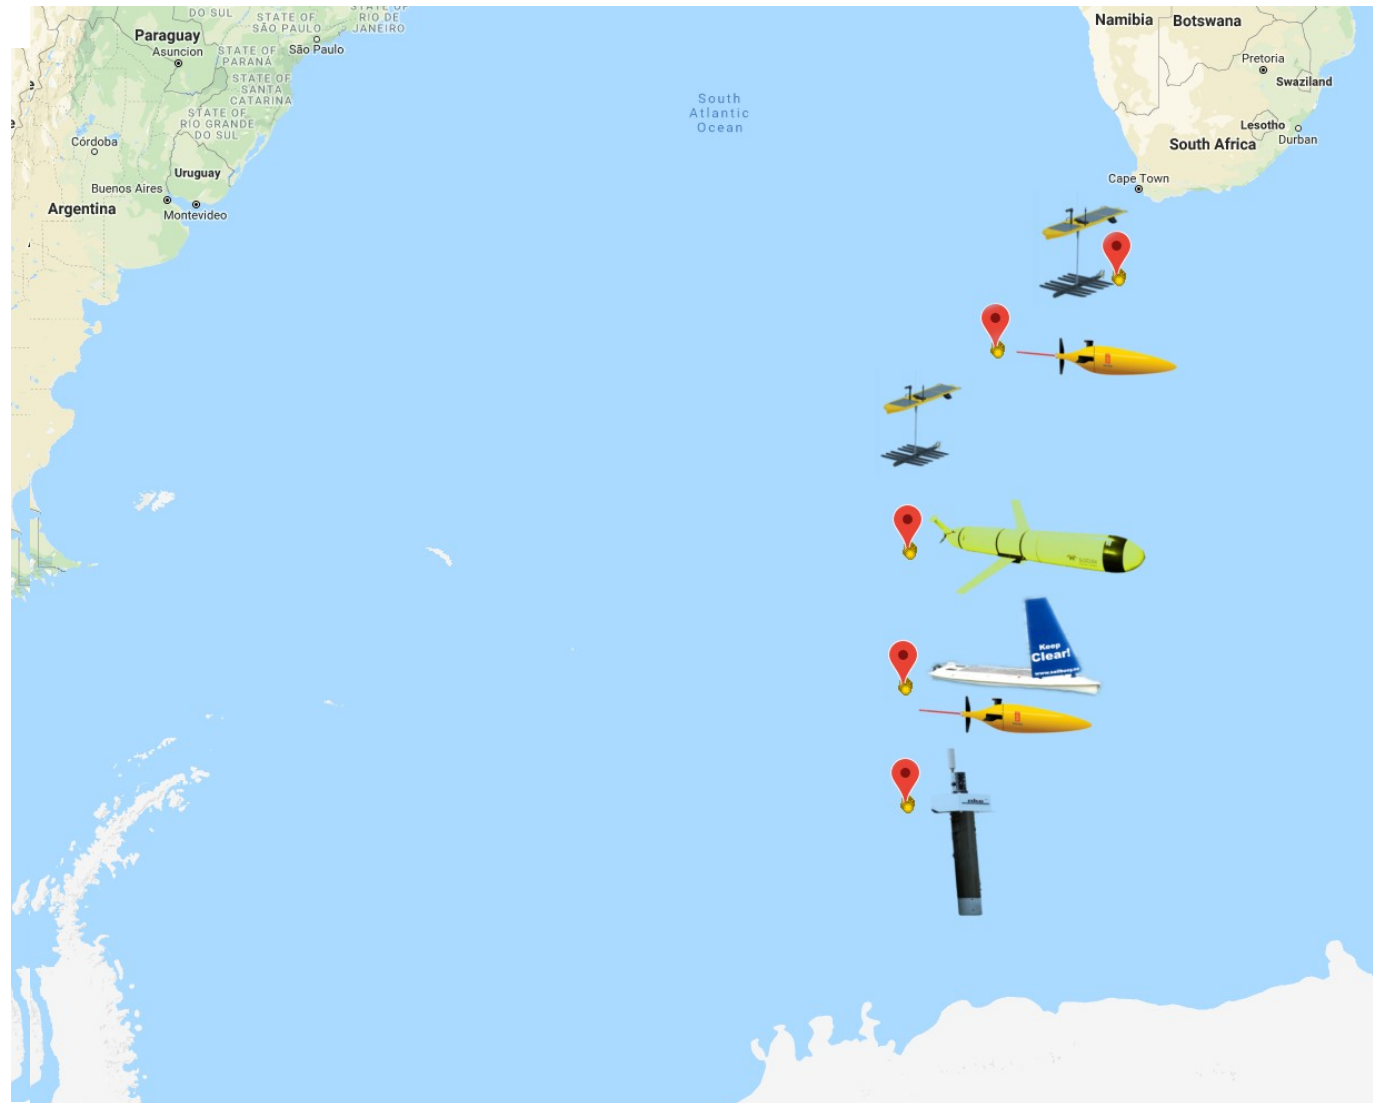 DO SUL
STATE OF
SÃO PAULO
STATE OF
RIO DE
JANEIRO
Namibia
Botswana
Paraguay
Asuncion
São Paulo
STATE OF
PARANÁ
STATE OF
SANTA
CATARINA
STATE OF
RIO GRANDE
DO SUL
Pretoria
Swaziland
South
Atlantic
Ocean
Lesotho
Durban
South Africa
Córdoba
Uruguay
Buenos Aires
Cape Town
Argentina
Montevideo
Keep
Clear!